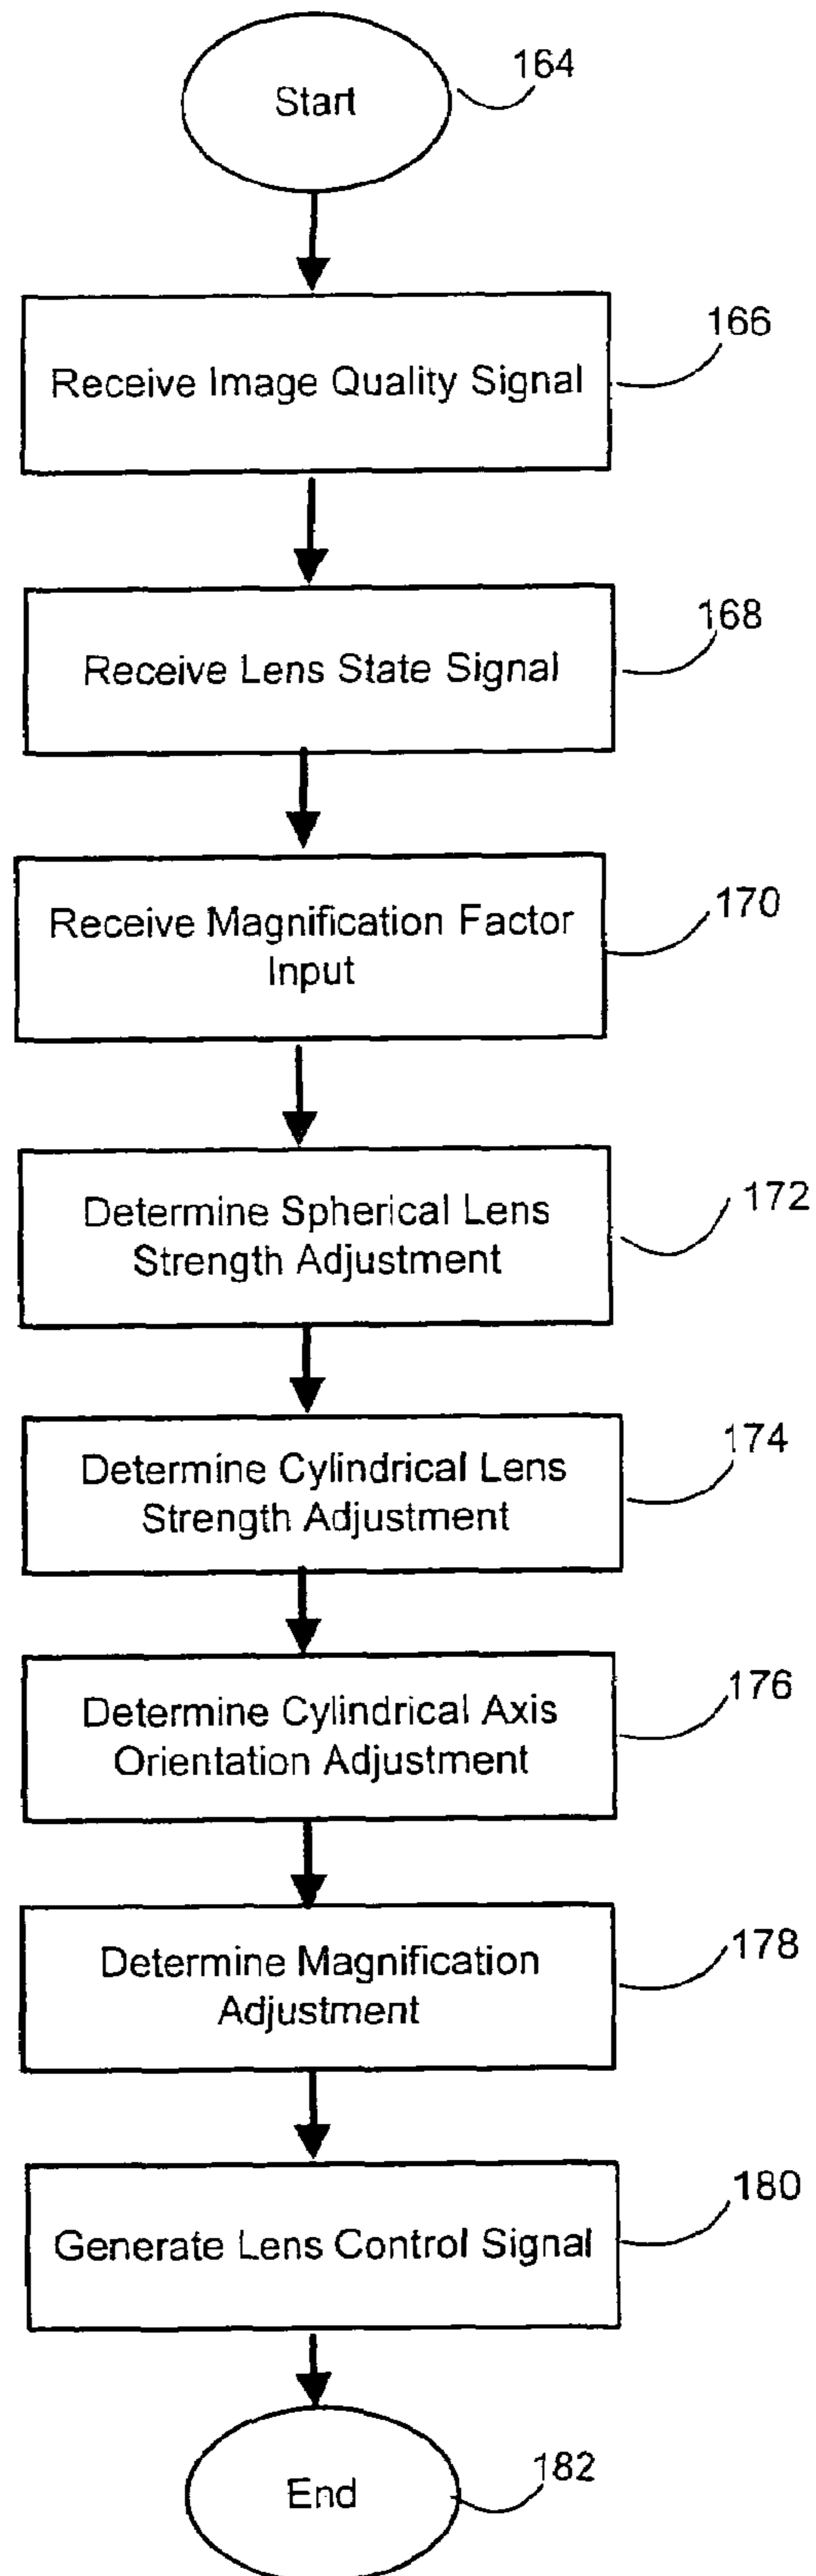 Start
164
Receive Image Quality Signal
166
Receive Lens State Signal
168
Receive Magnification Factor
Input
170
Determine Spherical Lens
Strength Adjustment
172
Determine Cylindrical Lens
Strength Adjustment
174
Determine Cylindrical Axis
Orientation Adjustment
176
Determine Magnification
Adjustment
178
Generate Lens Control Signal
180
End
182